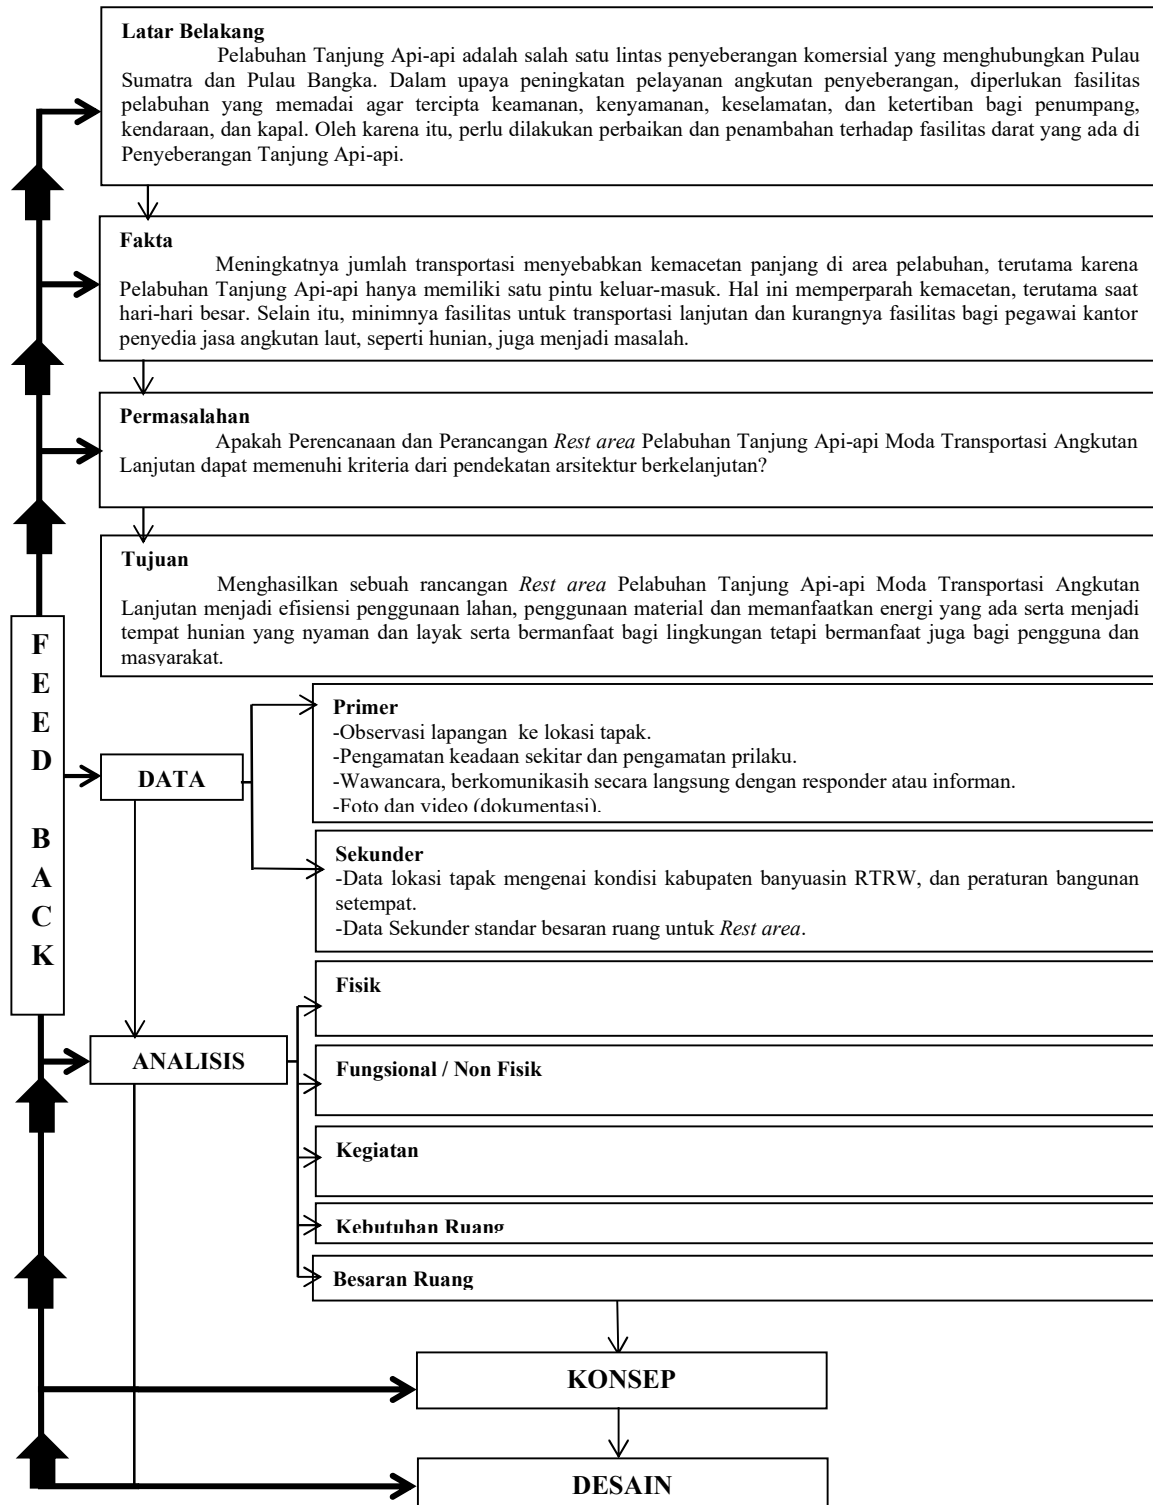 Latar Belakang
Pelabuhan Tanjung Api-api adalah salah satu lintas penyeberangan komersial yang menghubungkan Pulau
Sumatra dan Pulau Bangka. Dalam upaya peningkatan pelayanan angkutan penyeberangan, diperlukan fasilitas
pelabuhan yang memadai agar tercipta keamanan, kenyamanan, keselamatan, dan ketertiban bagi penumpang,
kendaraan, dan kapal. Oleh karena itu, perlu dilakukan perbaikan dan penambahan terhadap fasilitas darat yang ada di
Penyeberangan Tanjung Api-api.
Fakta
Meningkatnya jumlah transportasi menyebabkan kemacetan panjang di area pelabuhan, terutama karena
Pelabuhan Tanjung Api-api hanya memiliki satu pintu keluar-masuk. Hal ini memperparah kemacetan, terutama saat
hari-hari besar. Selain itu, minimnya fasilitas untuk transportasi lanjutan dan kurangnya fasilitas bagi pegawai kantor
penyedia jasa angkutan laut, seperti hunian, juga menjadi masalah.
Permasalahan
Apakah Perencanaan dan Perancangan Rest area Pelabuhan Tanjung Api-api Moda Transportasi Angkutan
Lanjutan dapat memenuhi kriteria dari pendekatan arsitektur berkelanjutan?
Tujuan
Menghasilkan sebuah rancangan Rest area Pelabuhan Tanjung Api-api Moda Transportasi Angkutan
Lanjutan menjadi efisiensi penggunaan lahan, penggunaan material dan memanfaatkan energi yang ada serta menjadi
tempat hunian yang nyaman dan layak serta bermanfaat bagi lingkungan tetapi bermanfaat juga bagi pengguna dan
masyarakat.
FEED BACK
DATA
Primer
-Observasi lapangan ke lokasi tapak.
-Pengamatan keadaan sekitar dan pengamatan prilaku.
-Wawancara, berkomunikasih secara langsung dengan responder atau informan.
-Foto dan video (dokumentasi).
Sekunder
-Data lokasi tapak mengenai kondisi kabupaten banyuasin RTRW, dan peraturan bangunan
setempat.
-Data Sekunder standar besaran ruang untuk Rest area.
ANALISIS
Fisik
Fungsional / Non Fisik
Kegiatan
Kebutuhan Ruang
Besaran Ruang
KONSEP
DESAIN